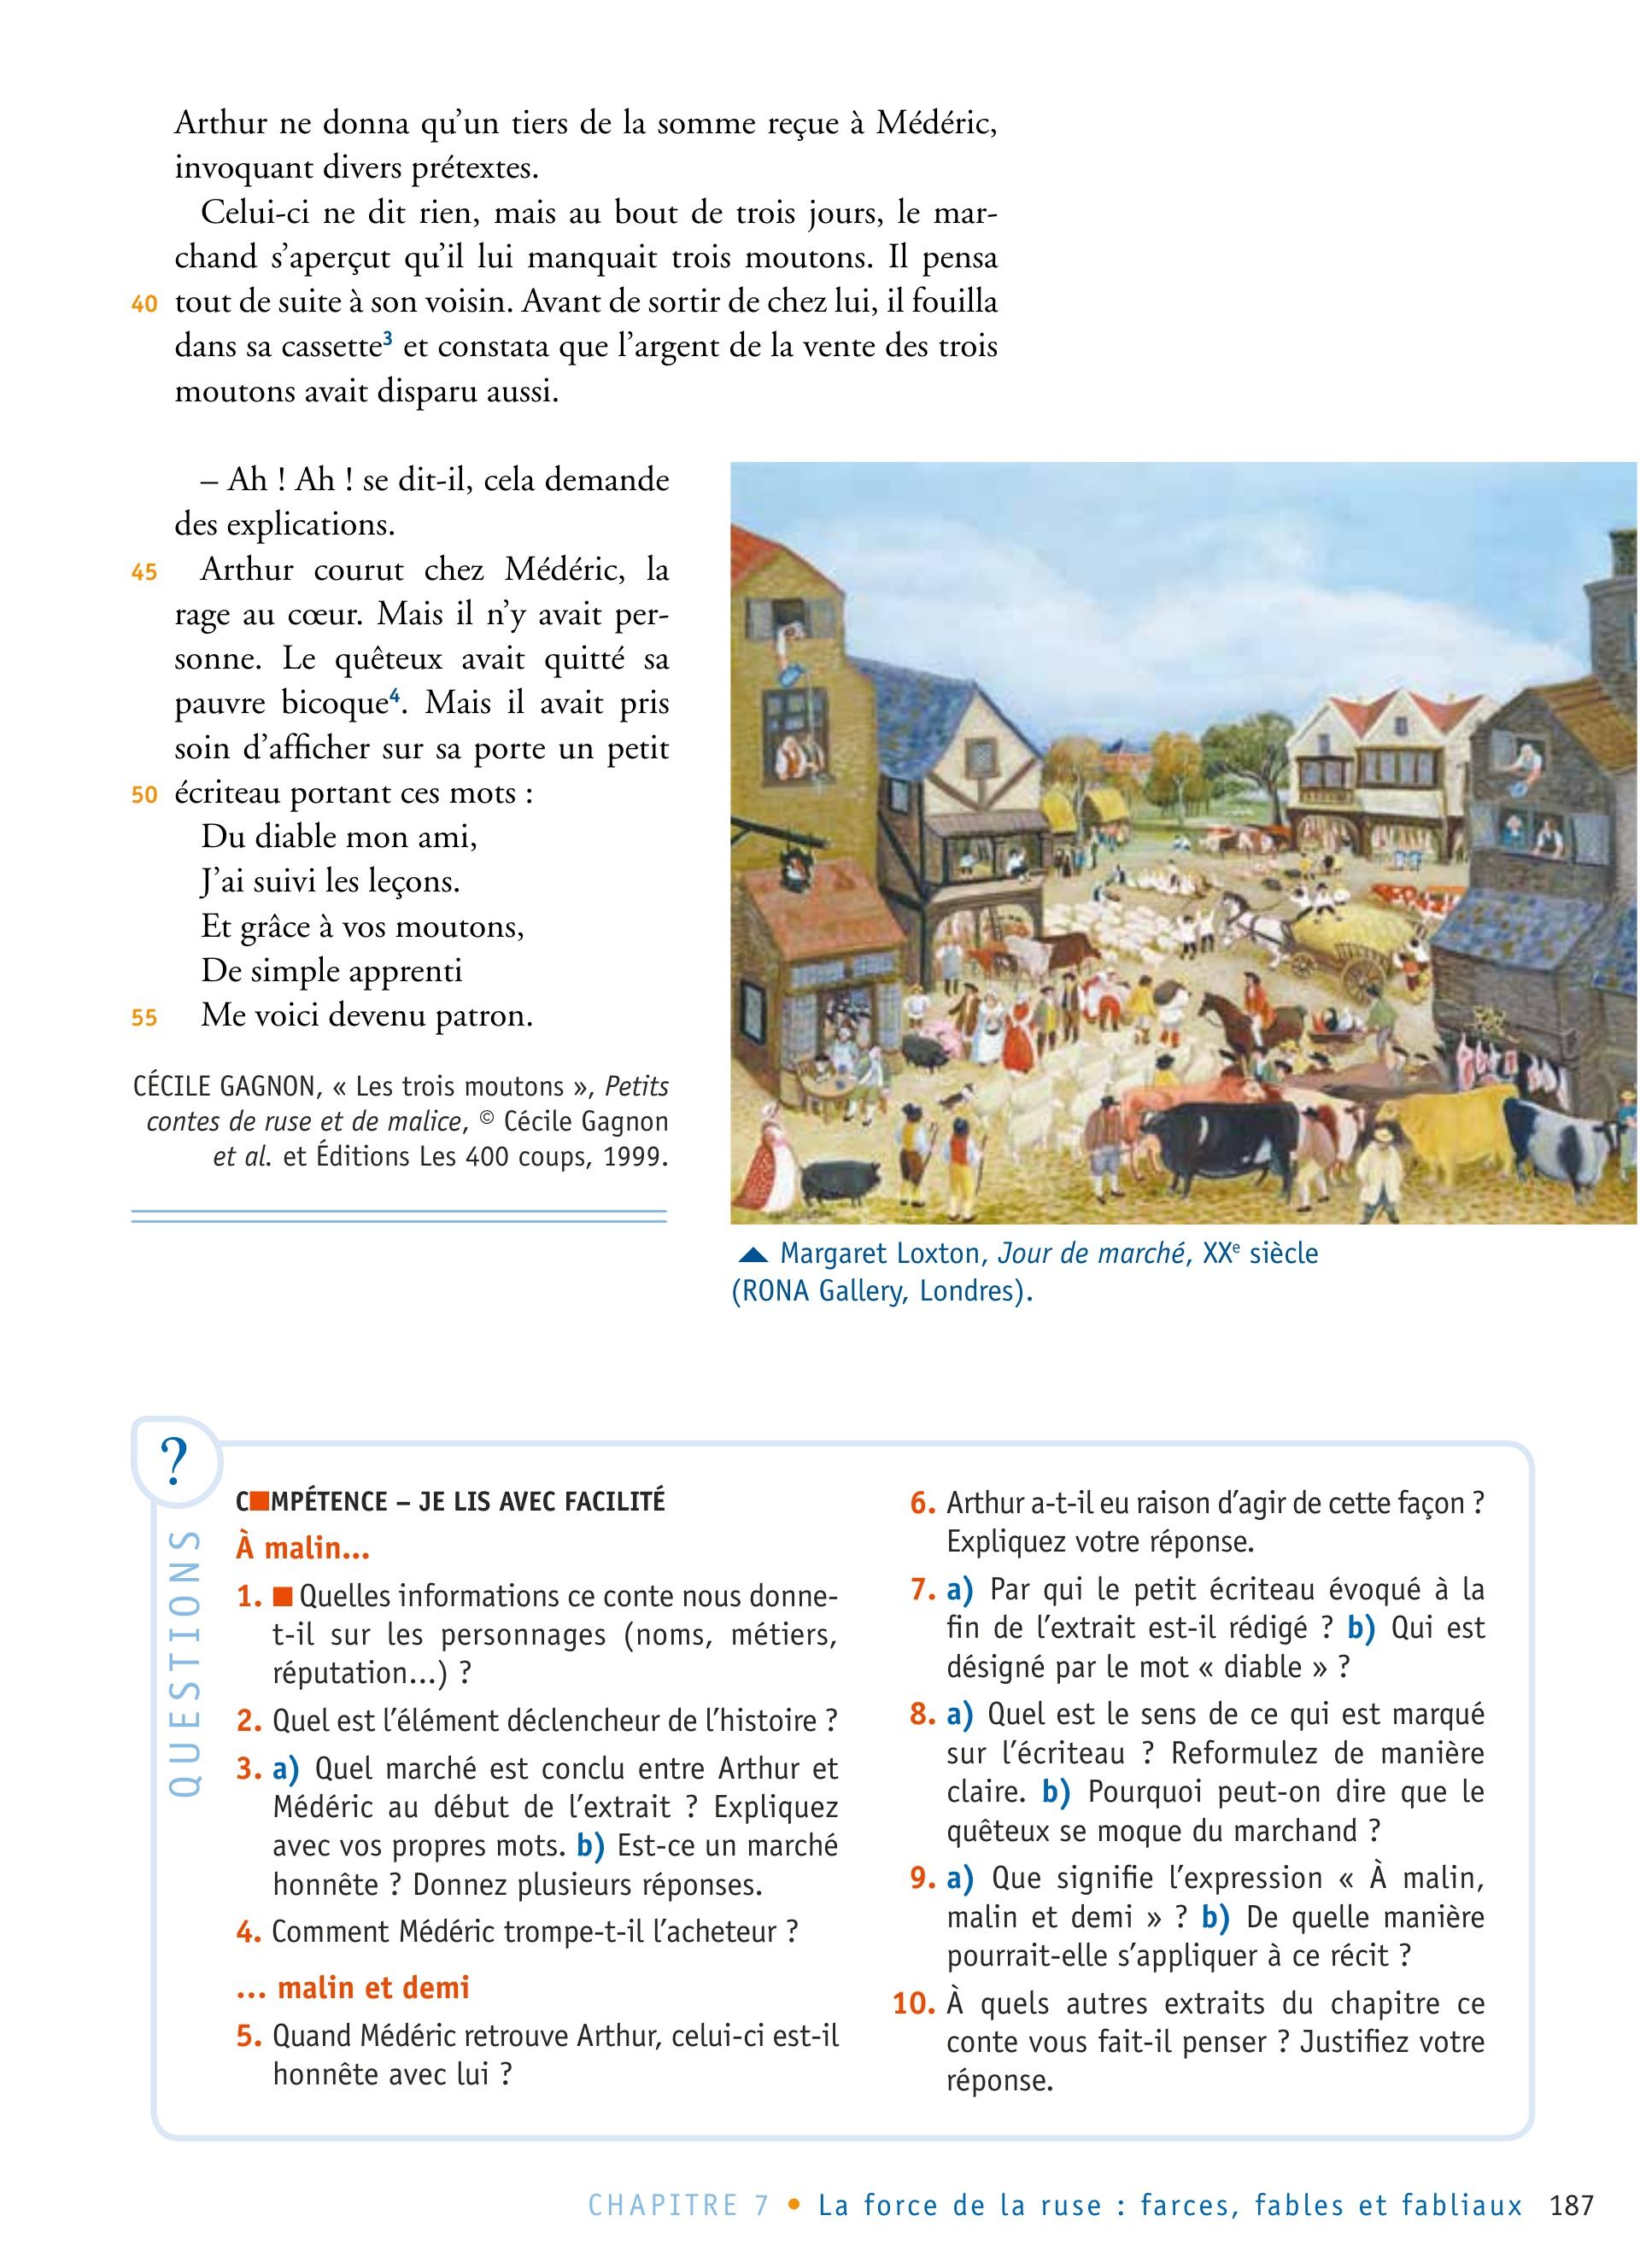 Arthur ne donna qu’un tiers de la somme reçue à Médéric,
invoquant divers prétextes.
Celui-ci ne dit rien, mais au bout de trois jours, le mar-
chand s’aperçut qu’il lui manquait trois moutons. Il pensa
40 tout de suite à son voisin. Avant de sortir de chez lui, il fouilla
dans sa cassette3 et constata que l’argent de la vente des trois
moutons avait disparu aussi.
– Ah ! Ah ! se dit-il, cela demande
des explications.
45 Arthur courut chez Médéric, la
rage au cœur. Mais il n’y avait per-
sonne. Le quêteux avait quitté sa
pauvre bicoque4. Mais il avait pris
soin d’afficher sur sa porte un petit
50 écriteau portant ces mots :
Du diable mon ami,
J’ai suivi les leçons.
Et grâce à vos moutons,
De simple apprenti
55 Me voici devenu patron.
CÉCILE GAGNON, « Les trois moutons », Petits
contes de ruse et de malice, © Cécile Gagnon
et al. et Éditions Les 400 coups, 1999.
Margaret Loxton, Jour de marché, XXe siècle
(RONA Gallery, Londres).
?
QUESTIONS
C■MPÉTENCE – JE LIS AVEC FACILITÉ
À malin...
1. ■ Quelles informations ce conte nous donne-
t-il sur les personnages (noms, métiers,
réputation...) ?
2. Quel est l’élément déclencheur de l’histoire ?
3. a) Quel marché est conclu entre Arthur et
Médéric au début de l’extrait ? Expliquez
avec vos propres mots. b) Est-ce un marché
honnête ? Donnez plusieurs réponses.
4. Comment Médéric trompe-t-il l’acheteur ?
... malin et demi
5. Quand Médéric retrouve Arthur, celui-ci est-il
honnête avec lui ?
6. Arthur a-t-il eu raison d’agir de cette façon ?
Expliquez votre réponse.
7. a) Par qui le petit écriteau évoqué à la
fin de l’extrait est-il rédigé ? b) Qui est
désigné par le mot « diable » ?
8. a) Quel est le sens de ce qui est marqué
sur l’écriteau ? Reformulez de manière
claire. b) Pourquoi peut-on dire que le
quêteux se moque du marchand ?
9. a) Que signifie l’expression « À malin,
malin et demi » ? b) De quelle manière
pourrait-elle s’appliquer à ce récit ?
10. À quels autres extraits du chapitre ce
conte vous fait-il penser ? Justifiez votre
réponse.
CHAPITRE 7 • La force de la ruse : farces, fables et fabliaux 187